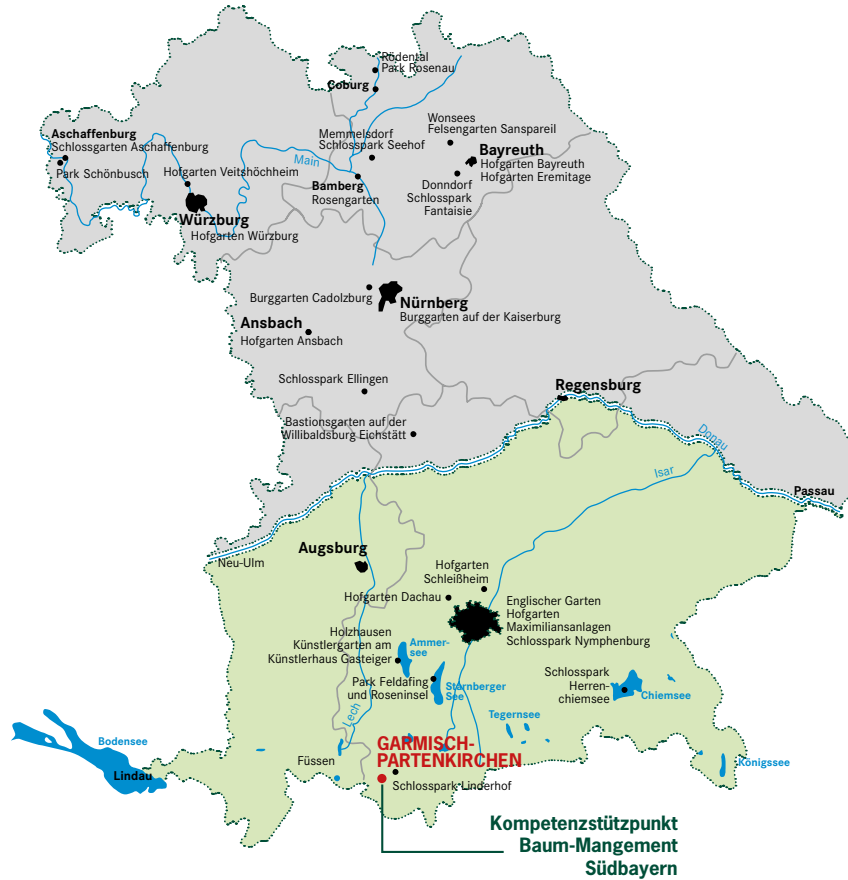 Rödental
Park Rosenau
Coburg
Wonsees
Felsengarten Sanspareil
Memmelsdorf
Schlosspark Seehof
Aschaffenburg
Schlossgarten Aschaffenburg
Park Schönbusch
Main
Bayreuth
Hofgarten Bayreuth
Hofgarten Eremitage
Hofgarten Veitshöchheim
Bamberg
Rosengarten
Donndorf
Schlosspark
Fantaisie
Würzburg
Hofgarten Würzburg
Burggarten Cadolzburg
Nürnberg
Burggarten auf der Kaiserburg
Ansbach
Hofgarten Ansbach
Schlosspark Ellingen
Regensburg
Bastionsgarten auf der
Willibaldsburg Eichstätt
Donau
Isar
Passau
Augsburg
Neu-Ulm
Hofgarten
Schleißheim
Hofgarten Dachau
Englischer Garten
Hofgarten
Maximiliansanlagen
Schlosspark Nymphenburg
Holzhausen
Künstlergarten am
Künstlerhaus Gasteiger
Ammer-
see
Park Feldafing
und Roseninsel
Starnberger
See
Schlosspark
Herren-
chiemsee
Chiemsee
Lech
Tegernsee
Bodensee
Lindau
Füssen
GARMISCH-
PARTENKIRCHEN
Schlosspark Linderhof
Königssee
Kompetenzstützpunkt
Baum-Mangement
Südbayern